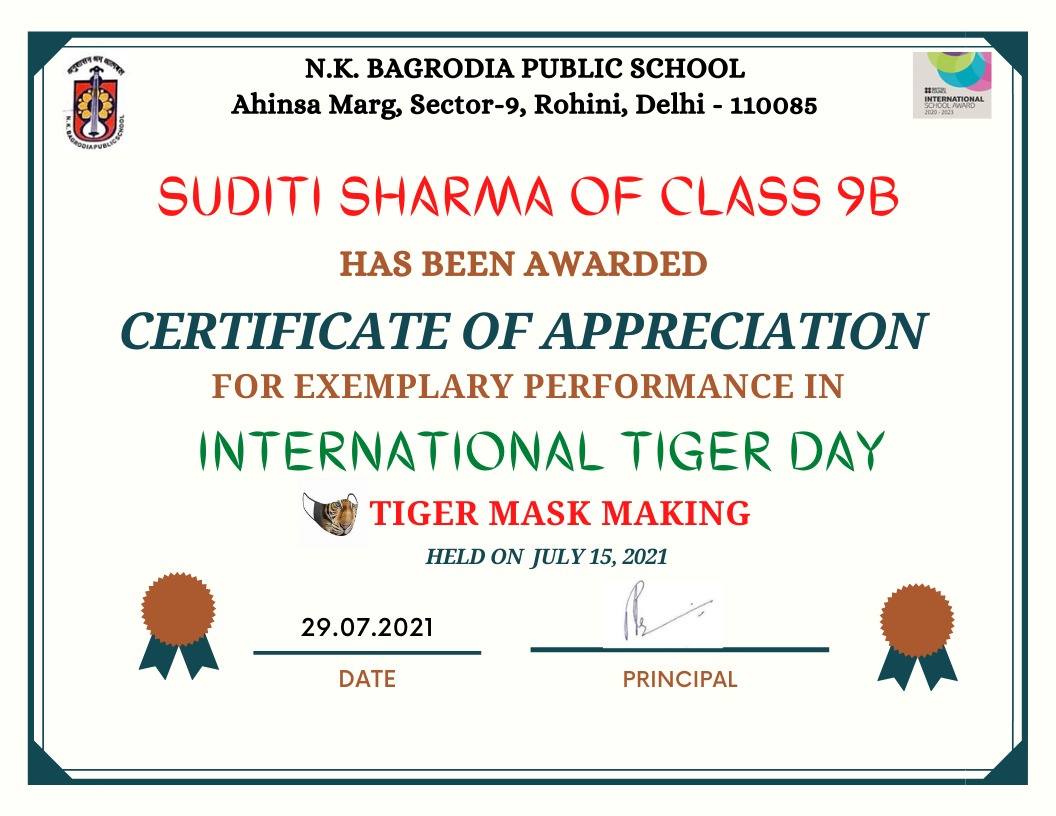 N.K. BAGRODIA PUBLIC SCHOOL
Ahinsa Marg, Sector-9, Rohini, Delhi - 110085
N.K. BAGRODIA PUBLIC SCHOOL
BRITISH COUNCIL
INTERNATIONAL
SCHOOL AWARD
2020 - 2023
SUDITI SHARMA OF CLASS 9B
HAS BEEN AWARDED
CERTIFICATE OF APPRECIATION
FOR EXEMPLARY PERFORMANCE IN
INTERNATIONAL TIGER DAY
TIGER MASK MAKING
HELD ON JULY 15, 2021
29.07.2021
DATE
PRINCIPAL